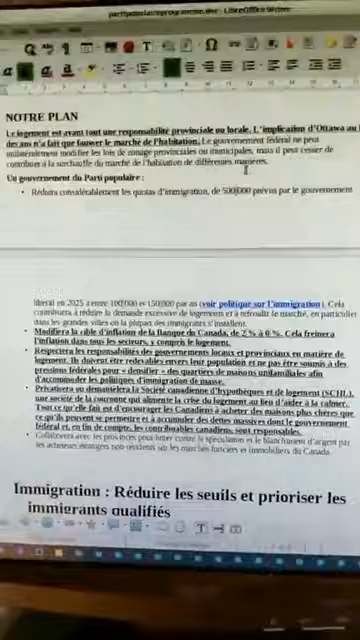 partipopulaireprogramme.doc - LibreOffice Writer
NOTRE PLAN
Le logement est avant tout une responsabilité provinciale ou locale. L'implication d'Ottawa au
des ans n'a fait que fausser le marché de l'habitation. Le gouvernement fédéral ne peut
unilatéralement modifier les lois de zonage provinciales ou municipales, mais il peut cesser de
contribuer à la surchauffe du marché de l'habitation de différentes manières.
Un gouvernement du Parti populaire :
• Réduira considérablement les quotas d'immigration, de 500,000 prévus par le gouvernement
libéral en 2025 à entre 100,000 et 150,000 par an (voir politique sur l'immigration). Cela
contribuera à réduire la demande excessive de logements et à refroidir le marché, en particulier
dans les grandes villes où la plupart des immigrants s'installent.
• Modifiera la cible d'inflation de la Banque du Canada, de 2 % à 0 %. Cela freinera
l'inflation dans tous les secteurs, y compris le logement.
• Respectera les responsabilités des gouvernements locaux et provinciaux en matière de
logement. Ils doivent être redevables envers leur population et ne pas être soumis à des
pressions fédérales pour « densifier » des quartiers de maisons unifamiliales afin
d'accommoder les politiques d'immigration de masse.
• Privatisera ou démantèlera la Société canadienne d'hypothèques et de logement (SCHL),
une société de la couronne qui alimente la crise du logement au lieu d'aider à la calmer.
Tout ce qu'elle fait est d'encourager les Canadiens à acheter des maisons plus chères que
ce qu'ils peuvent se permettre et à accumuler des dettes massives dont le gouvernement
fédéral et, en fin de compte, les contribuables canadiens, sont responsables.
• Collaborera avec les provinces pour lutter contre la spéculation et le blanchiment d'argent par
les acheteurs étrangers non-résidents sur les marchés fonciers et immobiliers du Canada.
Immigration : Réduire les seuils et prioriser les
immigrants qualifiés